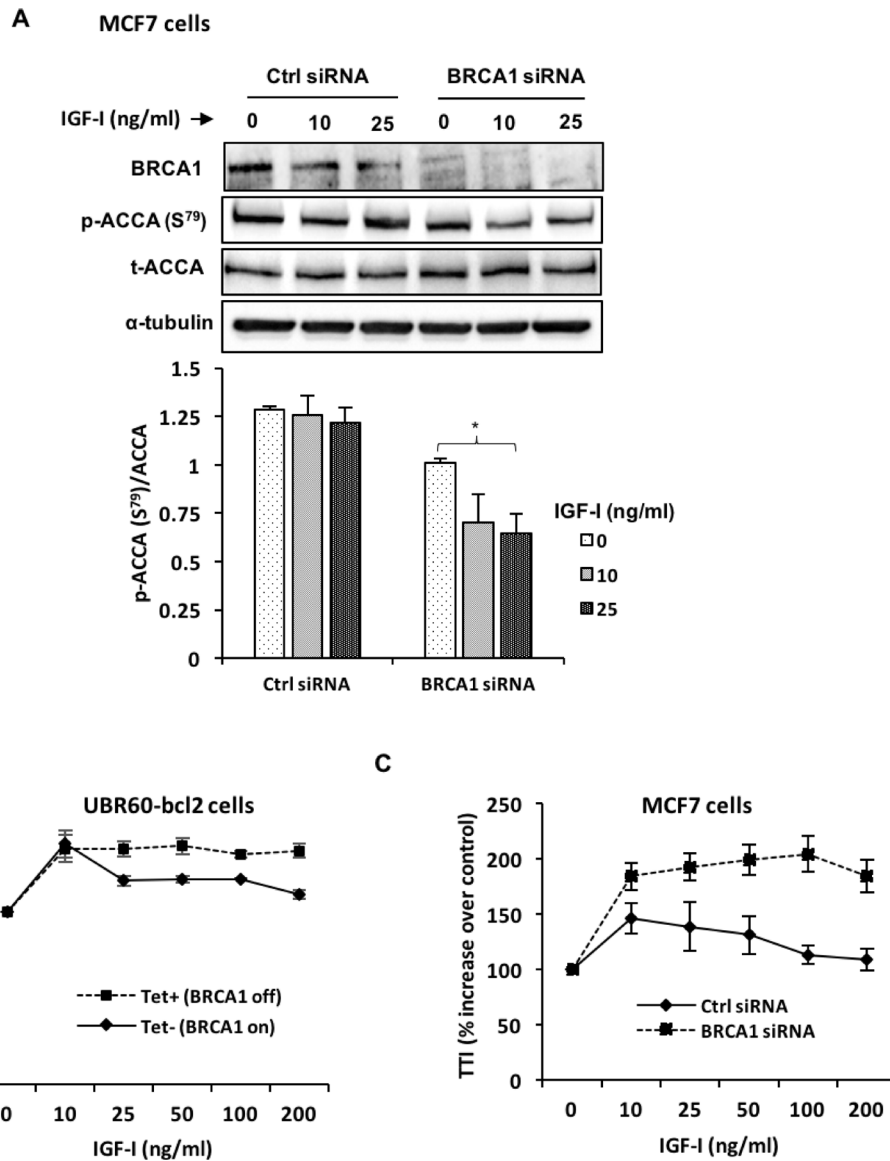 A
MCF7 cells
Ctrl siRNA BRCA1 siRNA
IGF-I (ng/ml) → 0 10 25 0 10 25
BRCA1
p-ACCA (S⁷⁹)
t-ACCA
α-tubulin
p-ACCA (S⁷⁹)/ACCA
1.5
1.25
1
0.75
0.5
0.25
0
*
IGF-I (ng/ml)
0
10
25
Ctrl siRNA BRCA1 siRNA
UBR60-bcl2 cells
Tet+ (BRCA1 off)
Tet- (BRCA1 on)
0 10 25 50 100 200
IGF-I (ng/ml)
C
MCF7 cells
TTI (% increase over control)
250
200
150
100
50
0
Ctrl siRNA
BRCA1 siRNA
0 10 25 50 100 200
IGF-I (ng/ml)